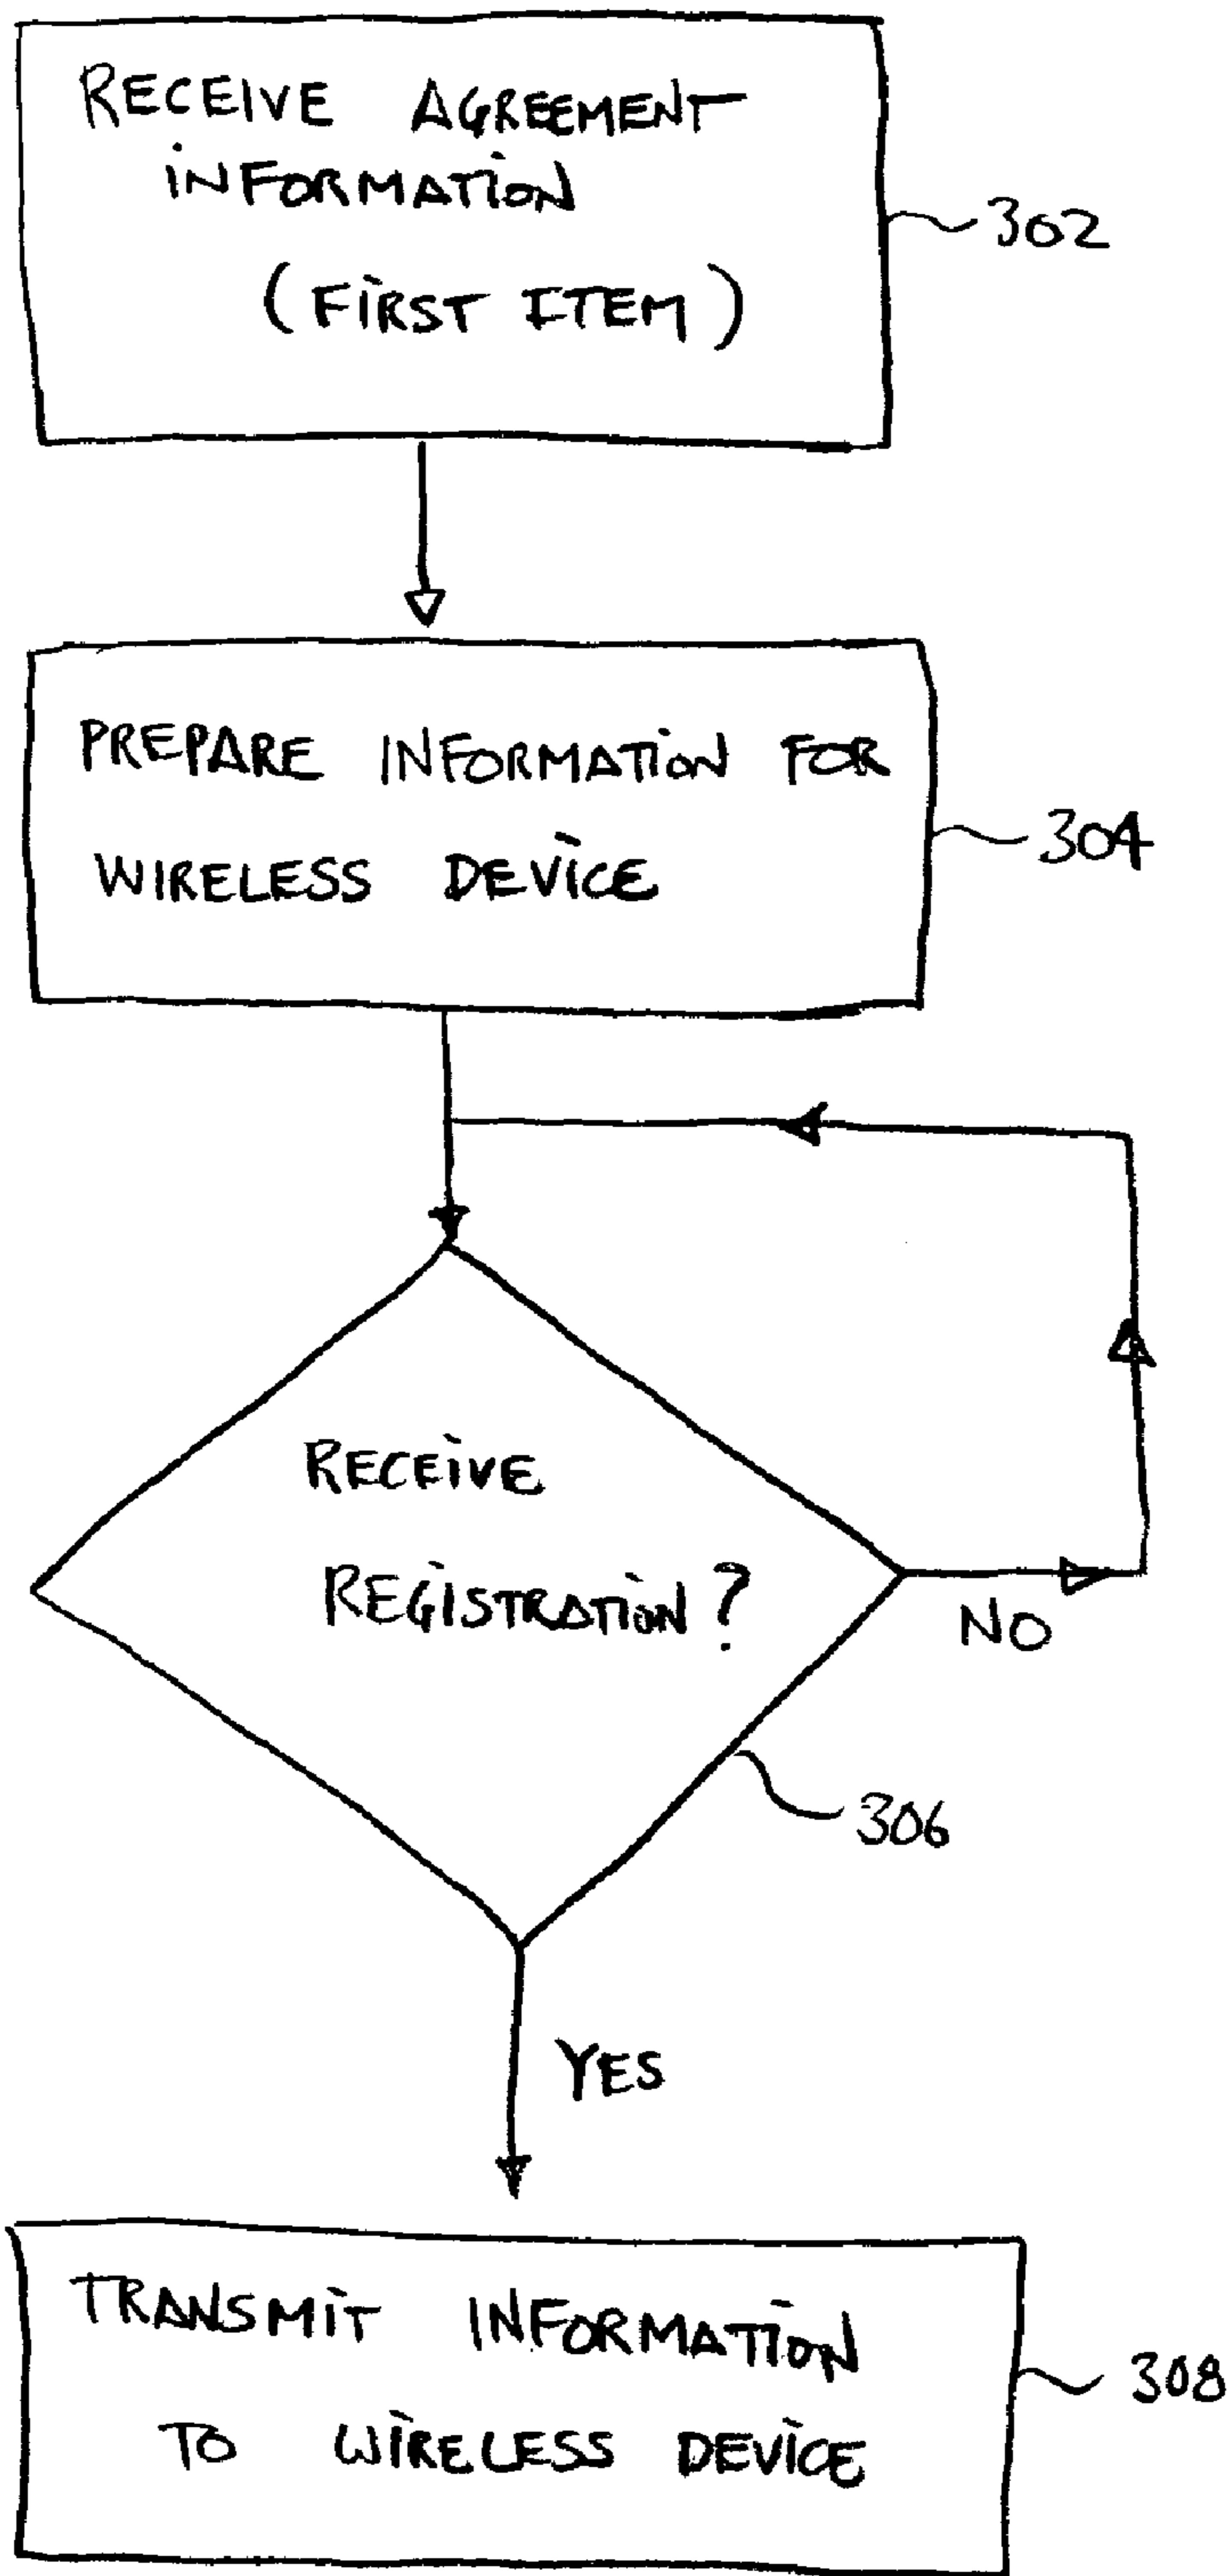 RECEIVE AGREEMENT
INFORMATION
(FIRST ITEM)
302
PREPARE INFORMATION FOR
WIRELESS DEVICE
304
RECEIVE
REGISTRATION?
NO
306
YES
TRANSMIT INFORMATION
TO WIRELESS DEVICE
308